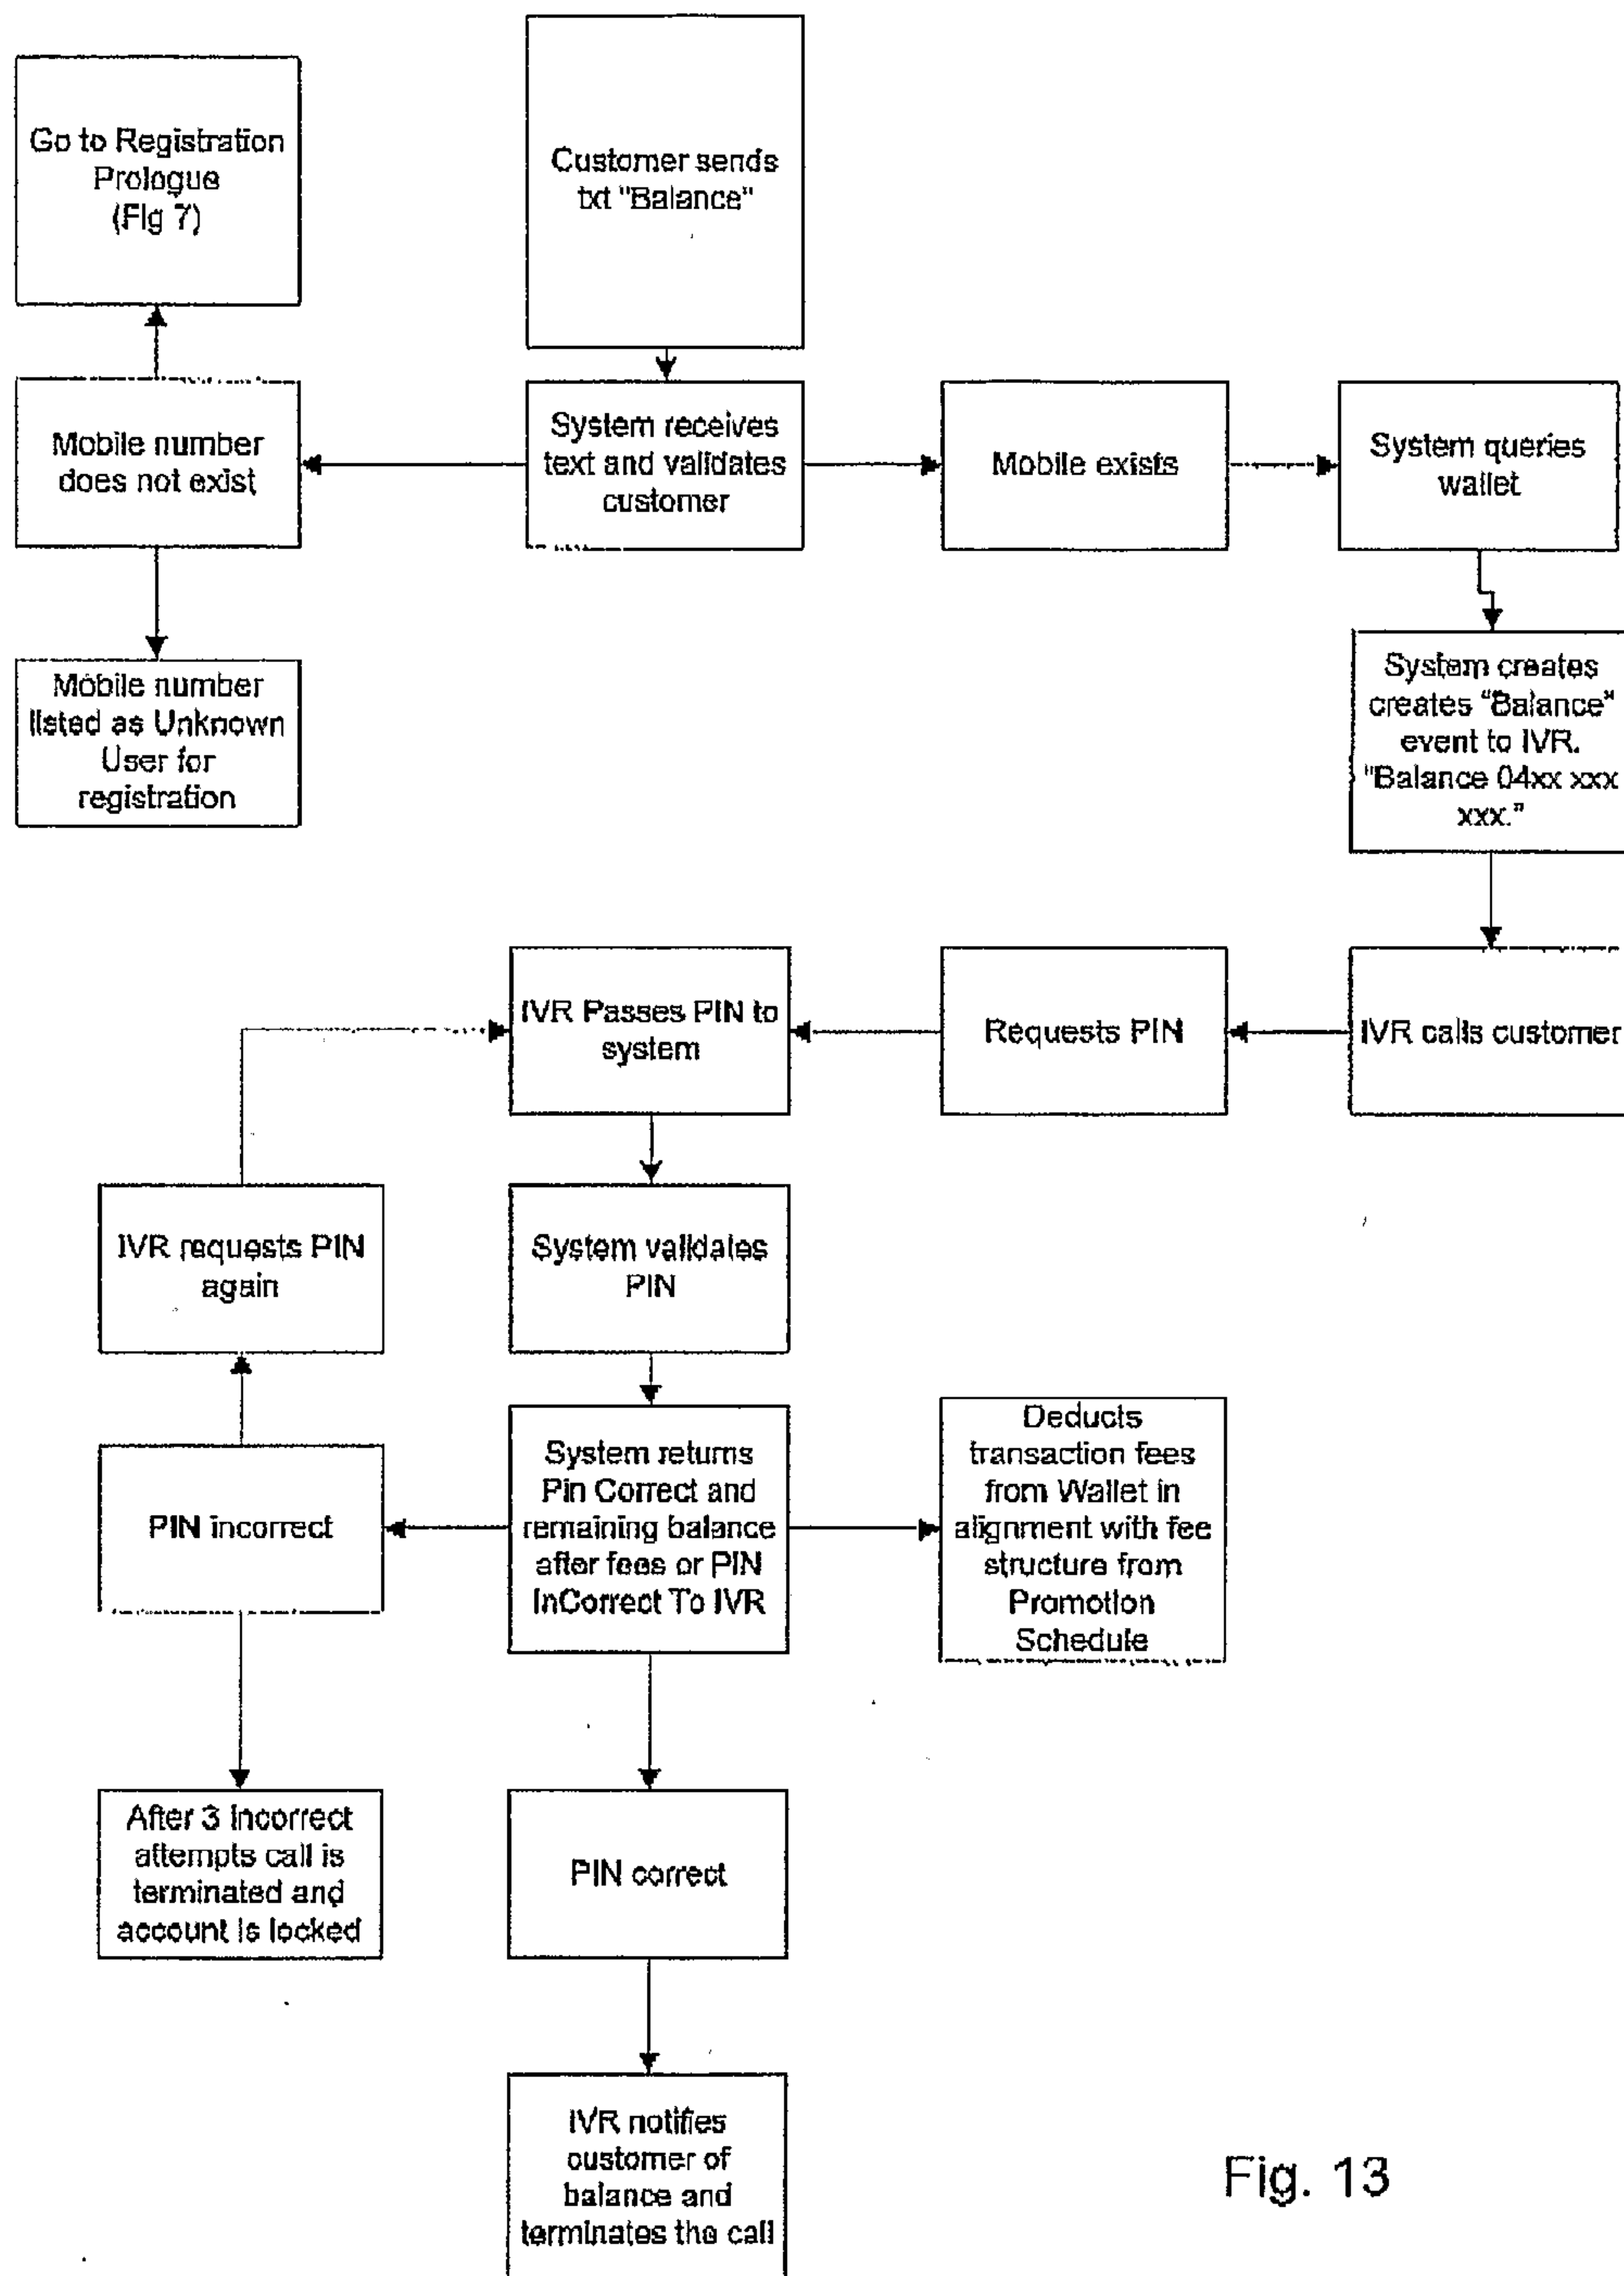 Go to Registration
Prologue
(Fig 7)
Customer sends
txt "Balance"
Mobile number
does not exist
System receives
text and validates
customer
Mobile exists
System queries
wallet
Mobile number
listed as Unknown
User for
registration
System creates
creates "Balance"
event to IVR.
"Balance 04xx xxx
xxx."
IVR Passes PIN to
system
Requests PIN
IVR calls customer
IVR requests PIN
again
System validates
PIN
PIN incorrect
System returns
Pin Correct and
remaining balance
after fees or PIN
InCorrect To IVR
Deducts
transaction fees
from Wallet in
alignment with fee
structure from
Promotion
Schedule
After 3 Incorrect
attempts call is
terminated and
account is locked
PIN correct
IVR notifies
customer of
balance and
terminates the call
Fig. 13